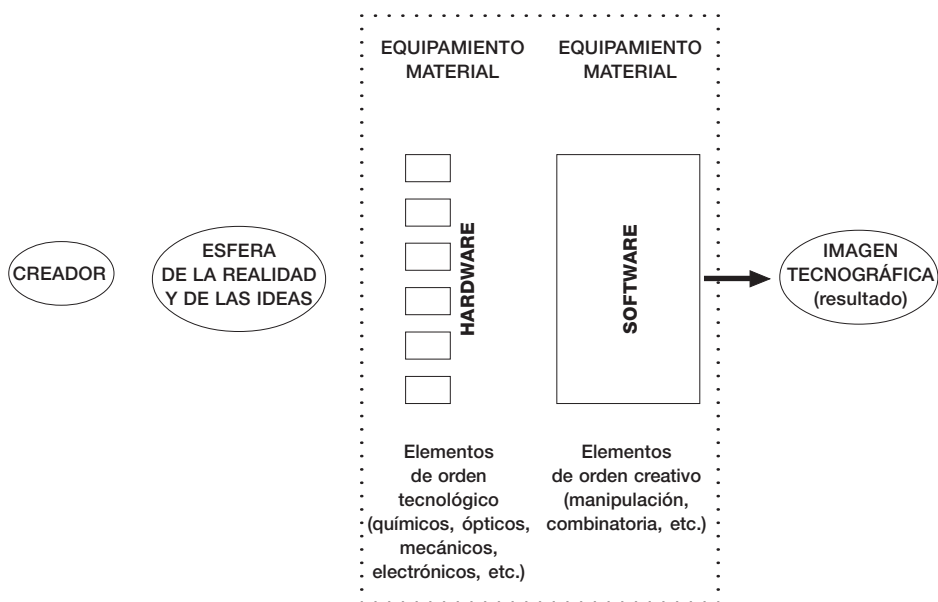 EQUIPAMIENTO
MATERIAL
EQUIPAMIENTO
MATERIAL
CREADOR
ESFERA
DE LA REALIDAD
Y DE LAS IDEAS
HARDWARE
SOFTWARE
IMAGEN
TECNOGRÁFICA
(resultado)
Elementos
de orden
tecnológico
(químicos, ópticos,
mecánicos,
electrónicos, etc.)
Elementos
de orden creativo
(manipulación,
combinatoria, etc.)